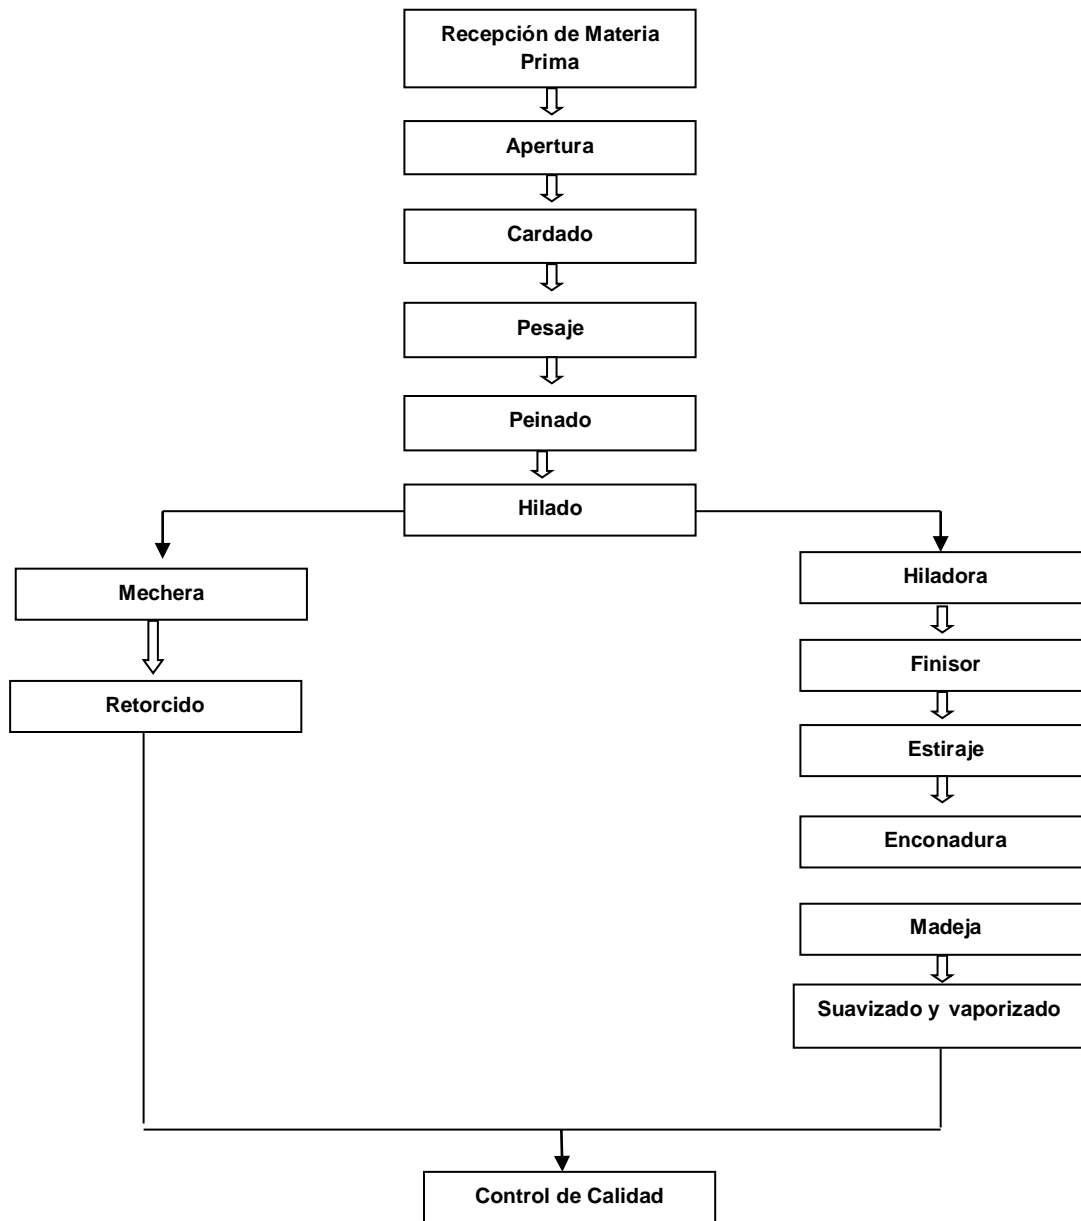 Recepción de Materia
Prima
Apertura
Cardado
Pesaje
Peinado
Hilado
Mechera
Retorcido
Hiladora
Finisor
Estiraje
Enconadura
Madeja
Suavizado y vaporizado
Control de Calidad